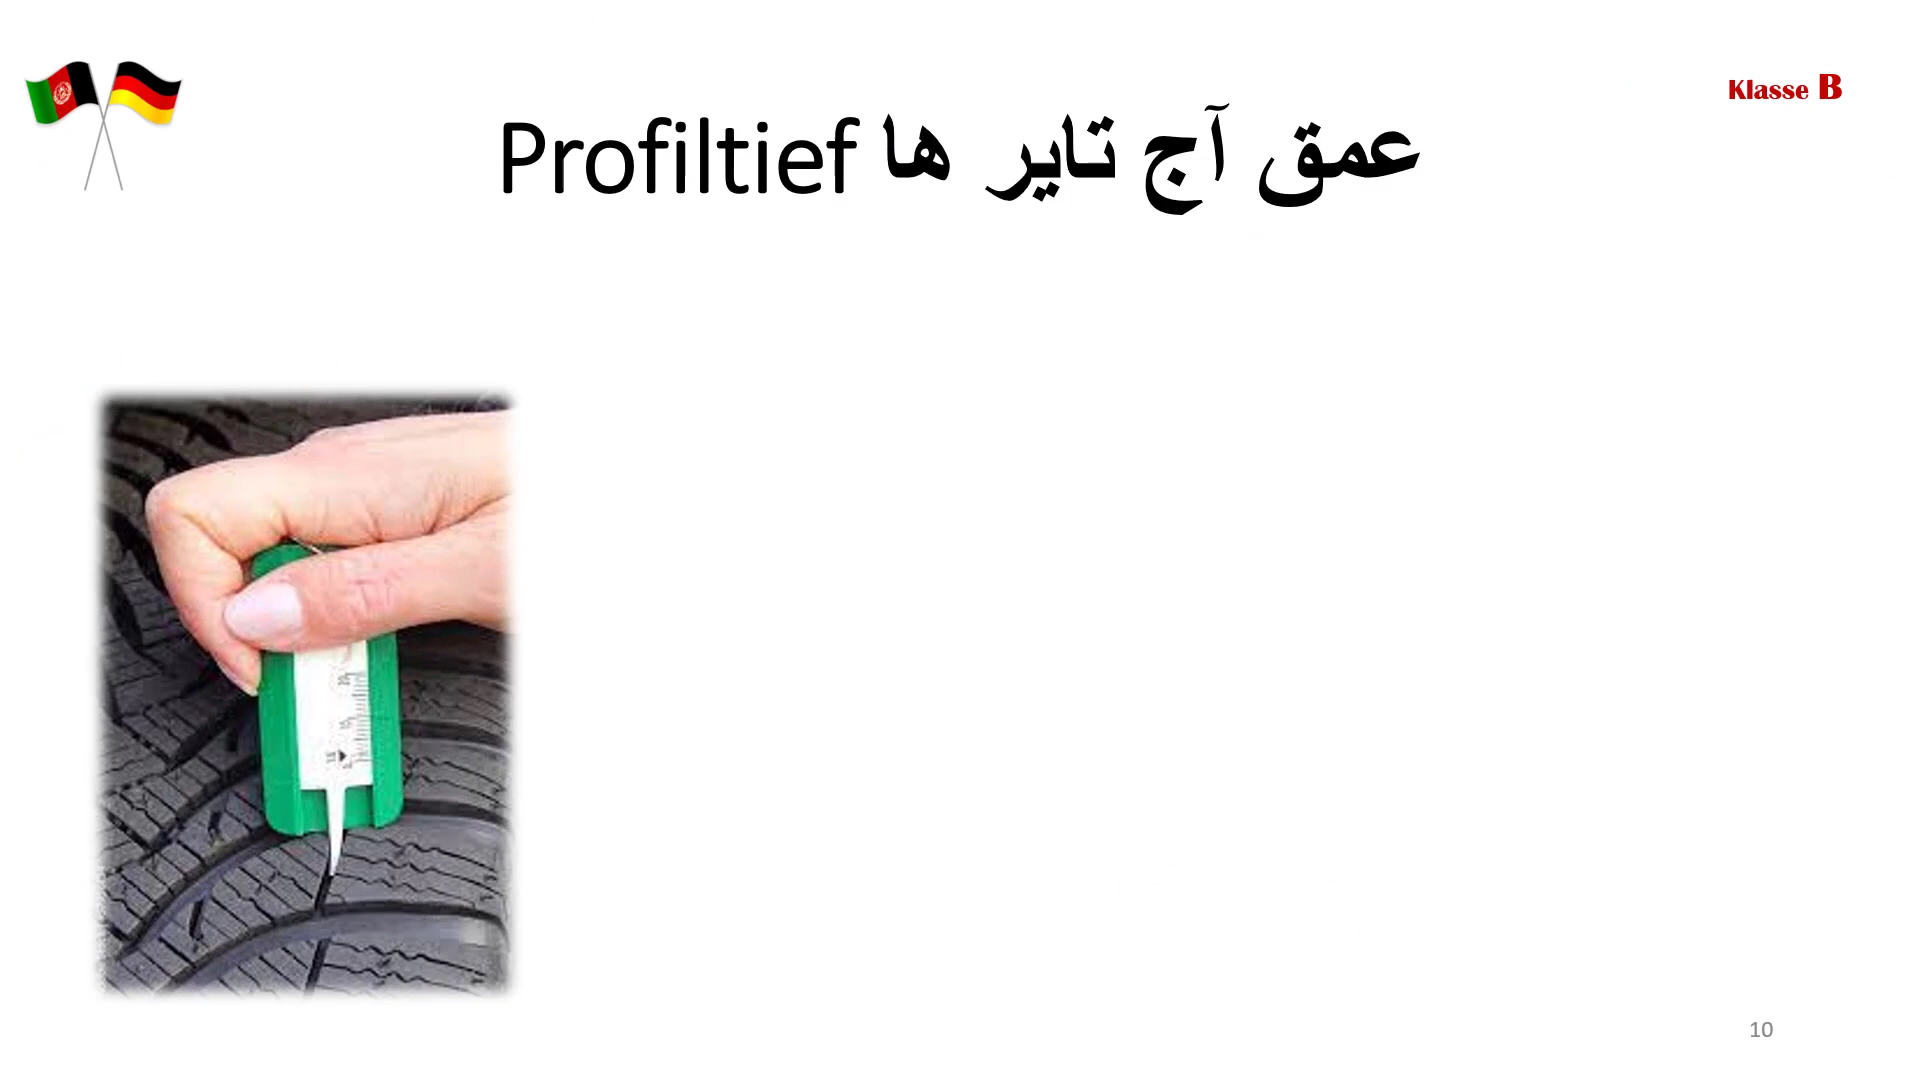 Klasse B
عمق آج تایر ها Profiltief
10